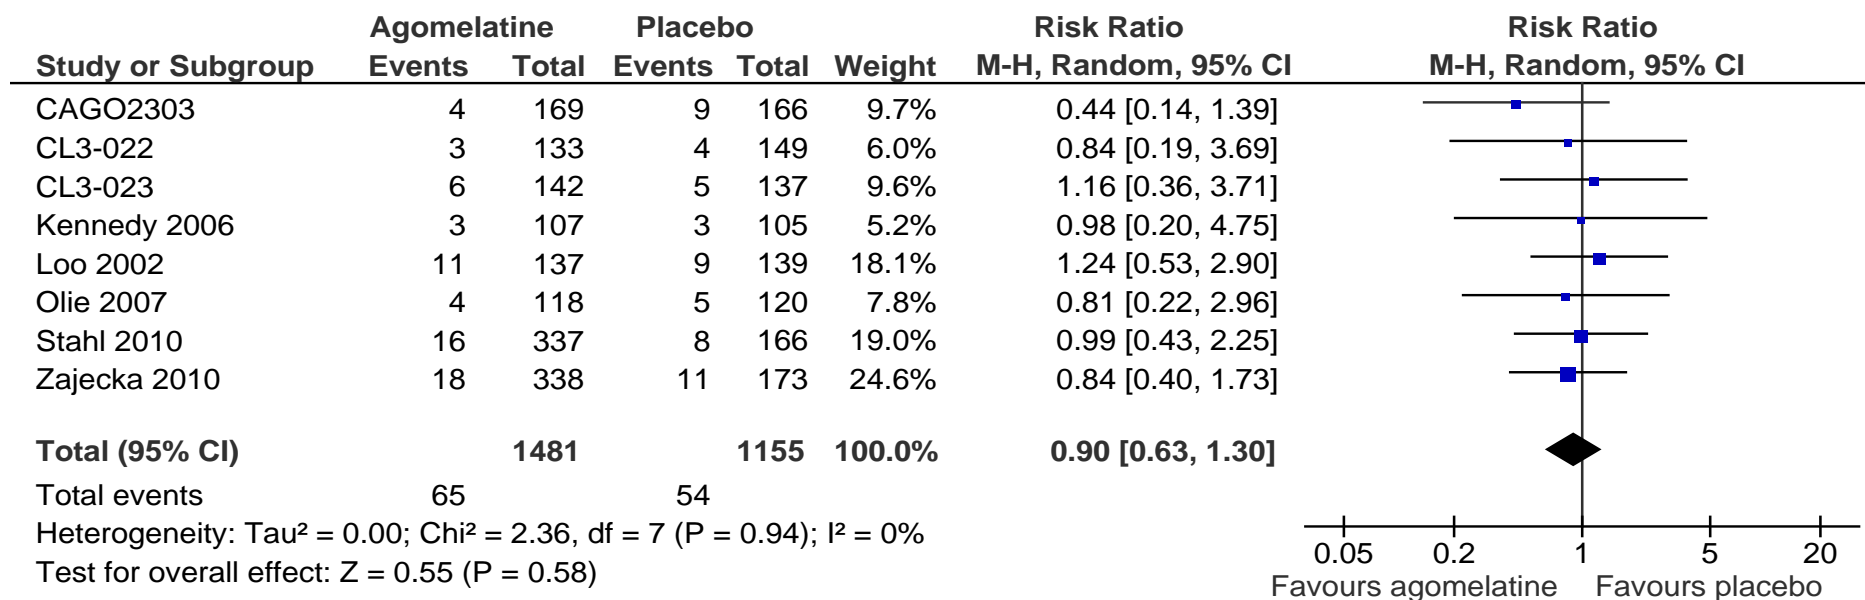 Agomelatine Placebo Risk Ratio Risk Ratio
Study or Subgroup Events Total Events Total Weight M-H, Random, 95% CI M-H, Random, 95% CI
CAGO2303 4 169 9 166 9.7% 0.44 [0.14, 1.39]
CL3-022 3 133 4 149 6.0% 0.84 [0.19, 3.69]
CL3-023 6 142 5 137 9.6% 1.16 [0.36, 3.71]
Kennedy 2006 3 107 3 105 5.2% 0.98 [0.20, 4.75]
Loo 2002 11 137 9 139 18.1% 1.24 [0.53, 2.90]
Olie 2007 4 118 5 120 7.8% 0.81 [0.22, 2.96]
Stahl 2010 16 337 8 166 19.0% 0.99 [0.43, 2.25]
Zajecka 2010 18 338 11 173 24.6% 0.84 [0.40, 1.73]
Total (95% CI) 1481 1155 100.0% 0.90 [0.63, 1.30]
Total events 65 54
Heterogeneity: Tau² = 0.00; Chi² = 2.36, df = 7 (P = 0.94); I² = 0%
Test for overall effect: Z = 0.55 (P = 0.58)
0.05 0.2 1 5 20
Favours agomelatine Favours placebo